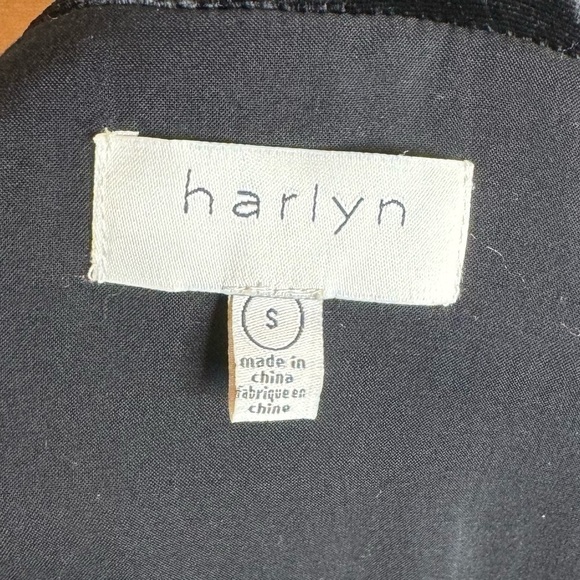 harlyn
S
made in
china
fabrique en
chine